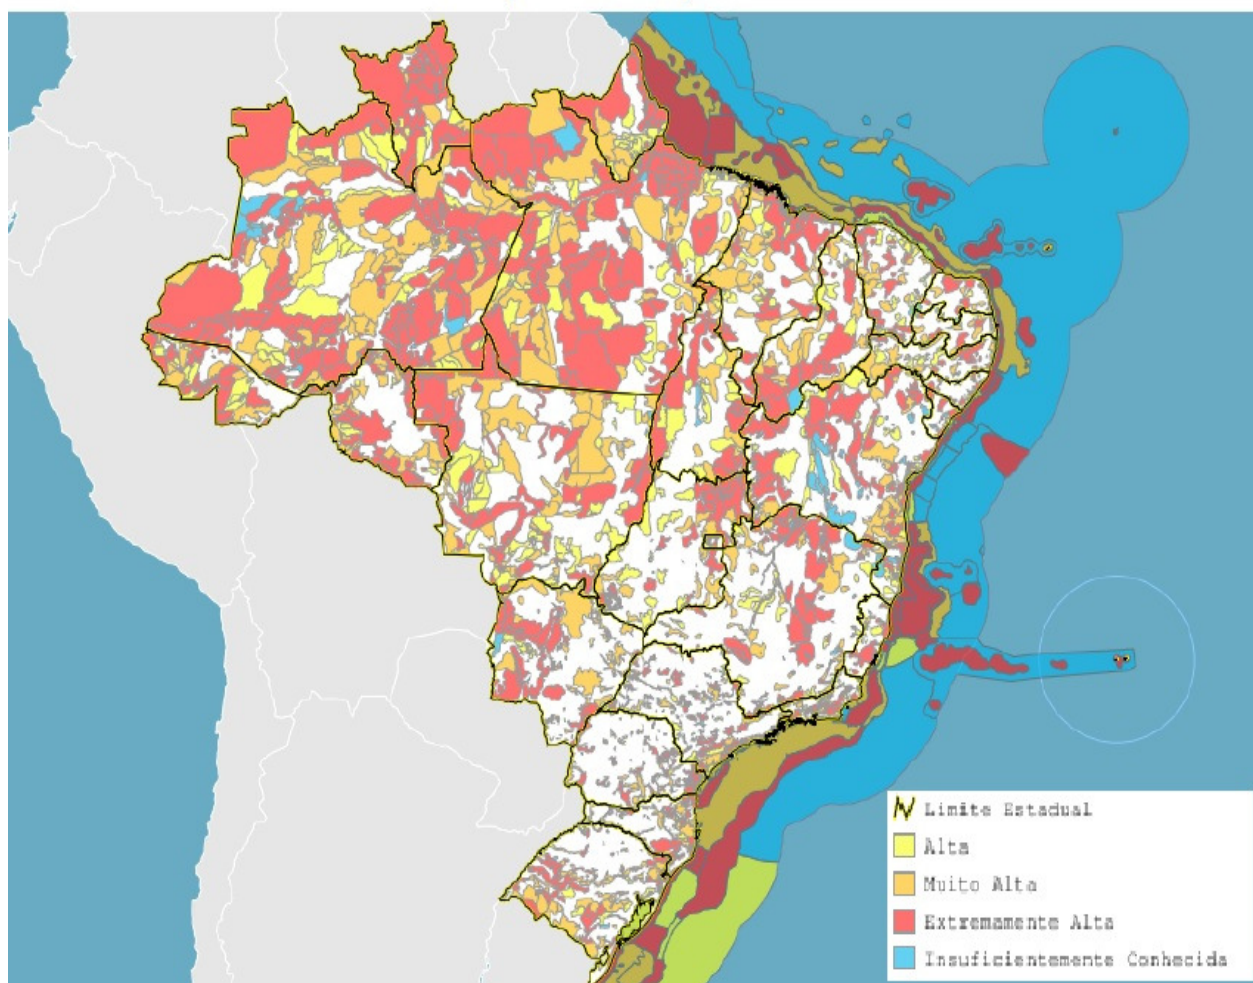 Limite Estadual
Alta
Muito Alta
Extremamente Alta
Insuficientemente Conhecida